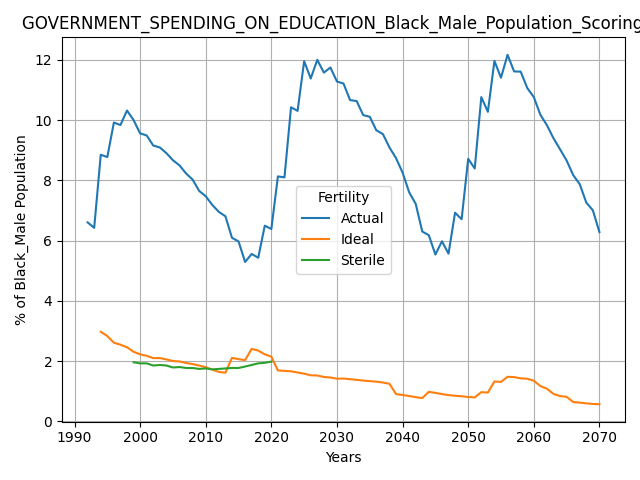 GOVERNMENT_SPENDING_ON_EDUCATION_Black_Male_Population_Scoring
% of Black_Male Population
12
10
8
6
4
2
0
Fertility
Actual
Ideal
Sterile
1990 2000 2010 2020 2030 2040 2050 2060 2070
Years